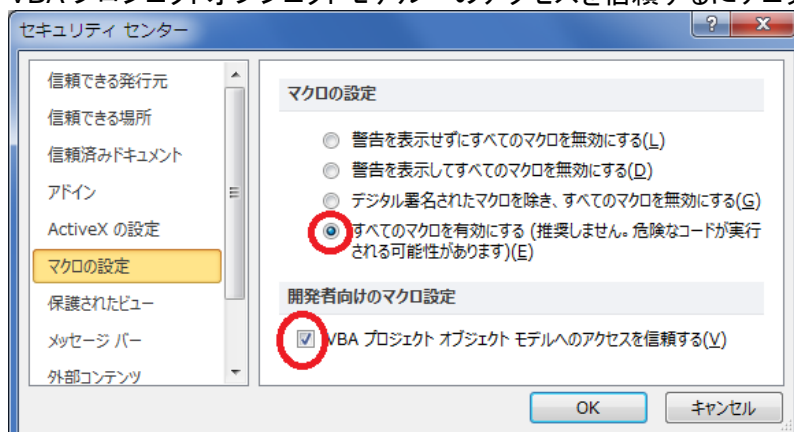 セキュリティ センター
信頼できる発行元
信頼できる場所
信頼済みドキュメント
アドイン
ActiveX の設定
マクロの設定
保護されたビュー
メッセージ バー
外部コンテンツ
マクロの設定
警告を表示せずにすべてのマクロを無効にする(L)
警告を表示してすべてのマクロを無効にする(D)
デジタル署名されたマクロを除き、すべてのマクロを無効にする(G)
すべてのマクロを有効にする (推奨しません。危険なコードが実行
される可能性があります)(E)
開発者向けのマクロ設定
VBA プロジェクト オブジェクト モデルへのアクセスを信頼する(V)
OK
キャンセル